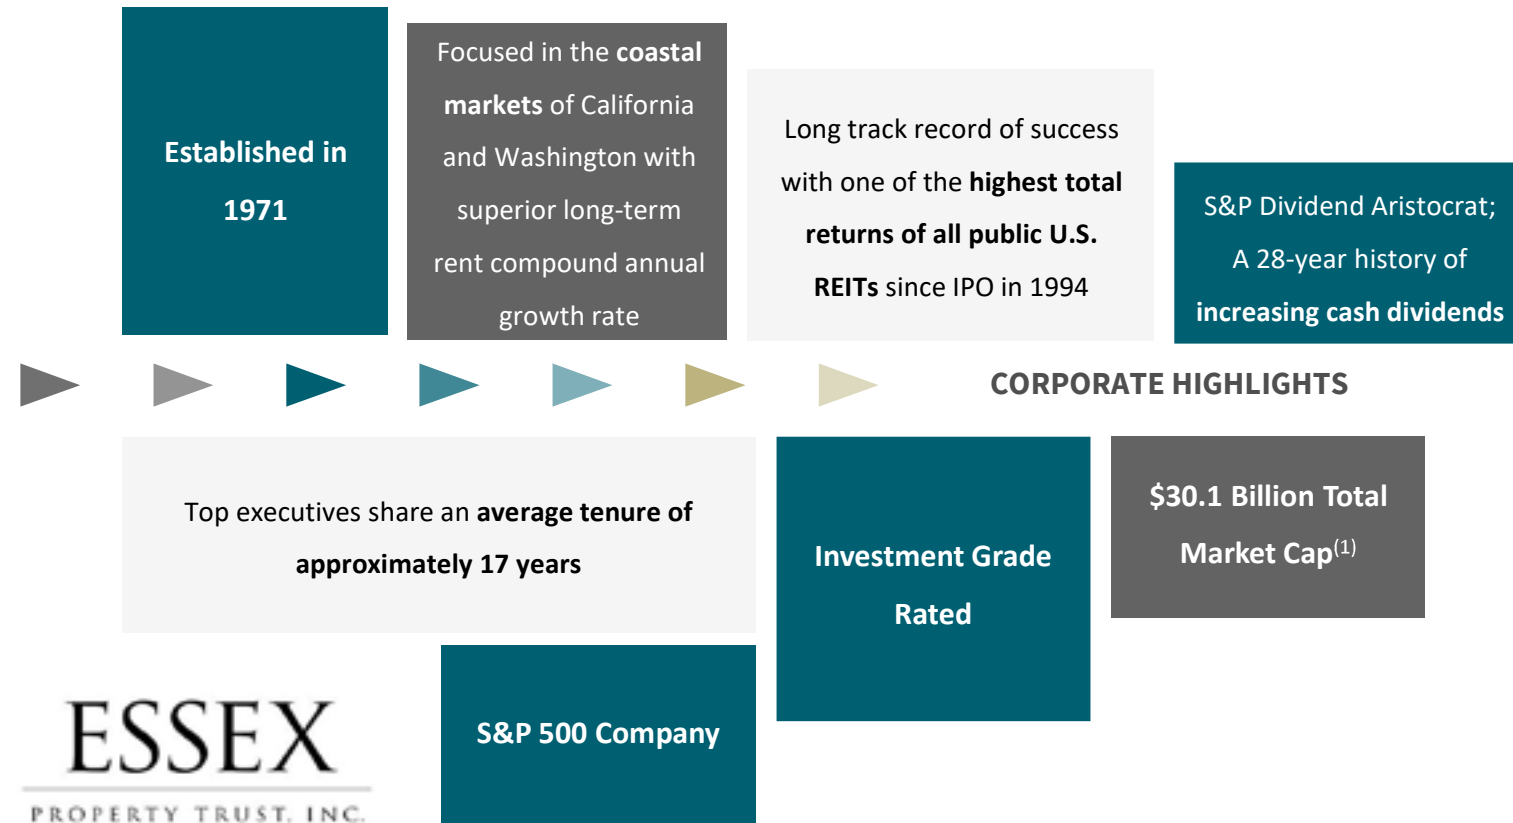 Established in
1971
Focused in the coastal
markets of California
and Washington with
superior long-term
rent compound annual
growth rate
Long track record of success
with one of the highest total
returns of all public U.S.
REITs since IPO in 1994
S&P Dividend Aristocrat;
A 28-year history of
increasing cash dividends
CORPORATE HIGHLIGHTS
Top executives share an average tenure of
approximately 17 years
Investment Grade
Rated
$30.1 Billion Total
Market Cap(1)
S&P 500 Company
ESSEX
PROPERTY TRUST, INC.